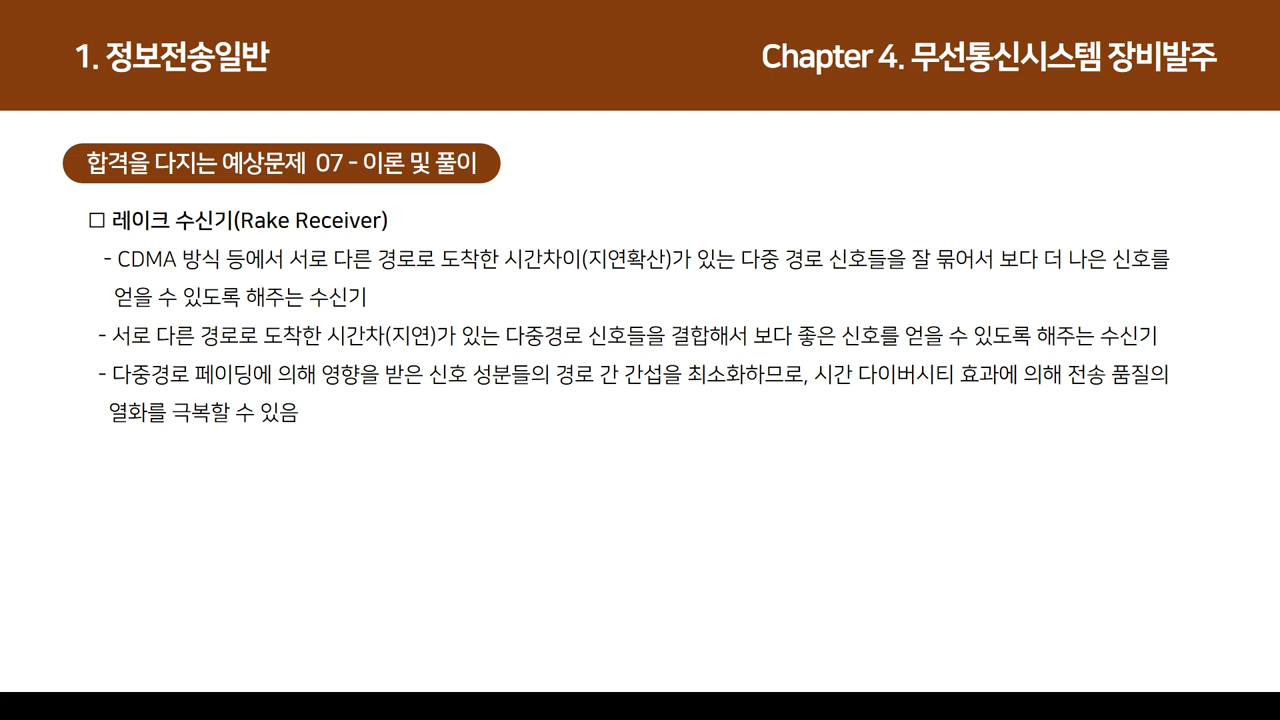 1. 정보전송일반
Chapter 4. 무선통신시스템 장비발주
합격을 다지는 예상문제 07 - 이론 및 풀이
□ 레이크 수신기(Rake Receiver)
- CDMA 방식 등에서 서로 다른 경로로 도착한 시간차이(지연확산)가 있는 다중 경로 신호들을 잘 묶어서 보다 더 나은 신호를
얻을 수 있도록 해주는 수신기
- 서로 다른 경로로 도착한 시간차(지연)가 있는 다중경로 신호들을 결합해서 보다 좋은 신호를 얻을 수 있도록 해주는 수신기
- 다중경로 페이딩에 의해 영향을 받은 신호 성분들의 경로 간 간섭을 최소화하므로, 시간 다이버시티 효과에 의해 전송 품질의
열화를 극복할 수 있음